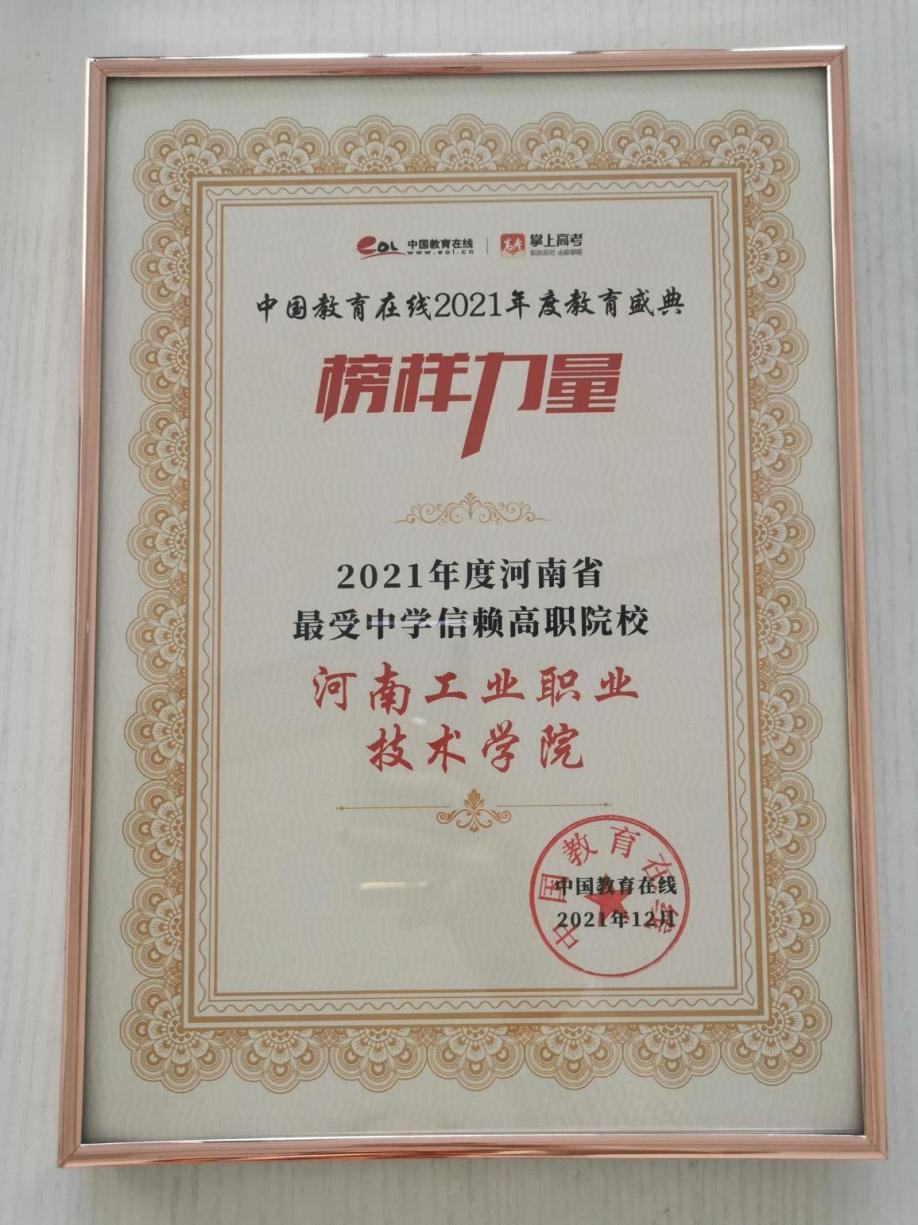 eoL 中国教育在线 www.eol.cn 高考 掌上高考
中国教育在线2021年度教育盛典
榜样力量
2021年度河南省
最受中学信赖高职院校
河南工业职业
技术学院
中国教育在线
中国教育在线
2021年12月